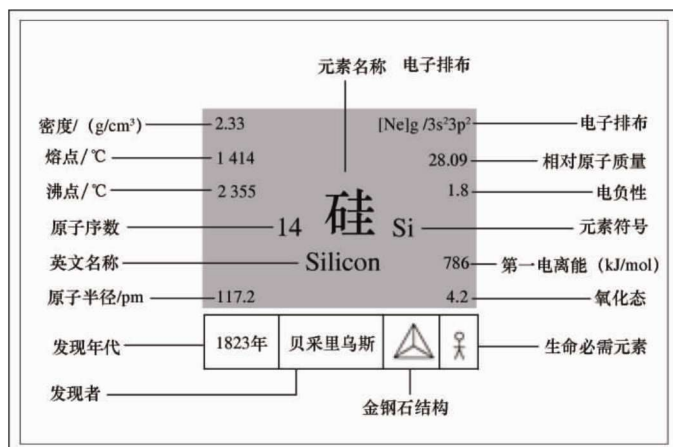 元素名称 电子排布
密度/（g/cm³） 2.33 [Ne]g /3s²3p² 电子排布
熔点/℃ 1 414 28.09 相对原子质量
沸点/℃ 2 355 1.8 电负性
原子序数 14 硅 Si 元素符号
英文名称 Silicon 786 第一电离能（kJ/mol）
原子半径/pm 117.2 4.2 氧化态
发现年代 1823年 贝采里乌斯 生命必需元素
发现者 金钢石结构